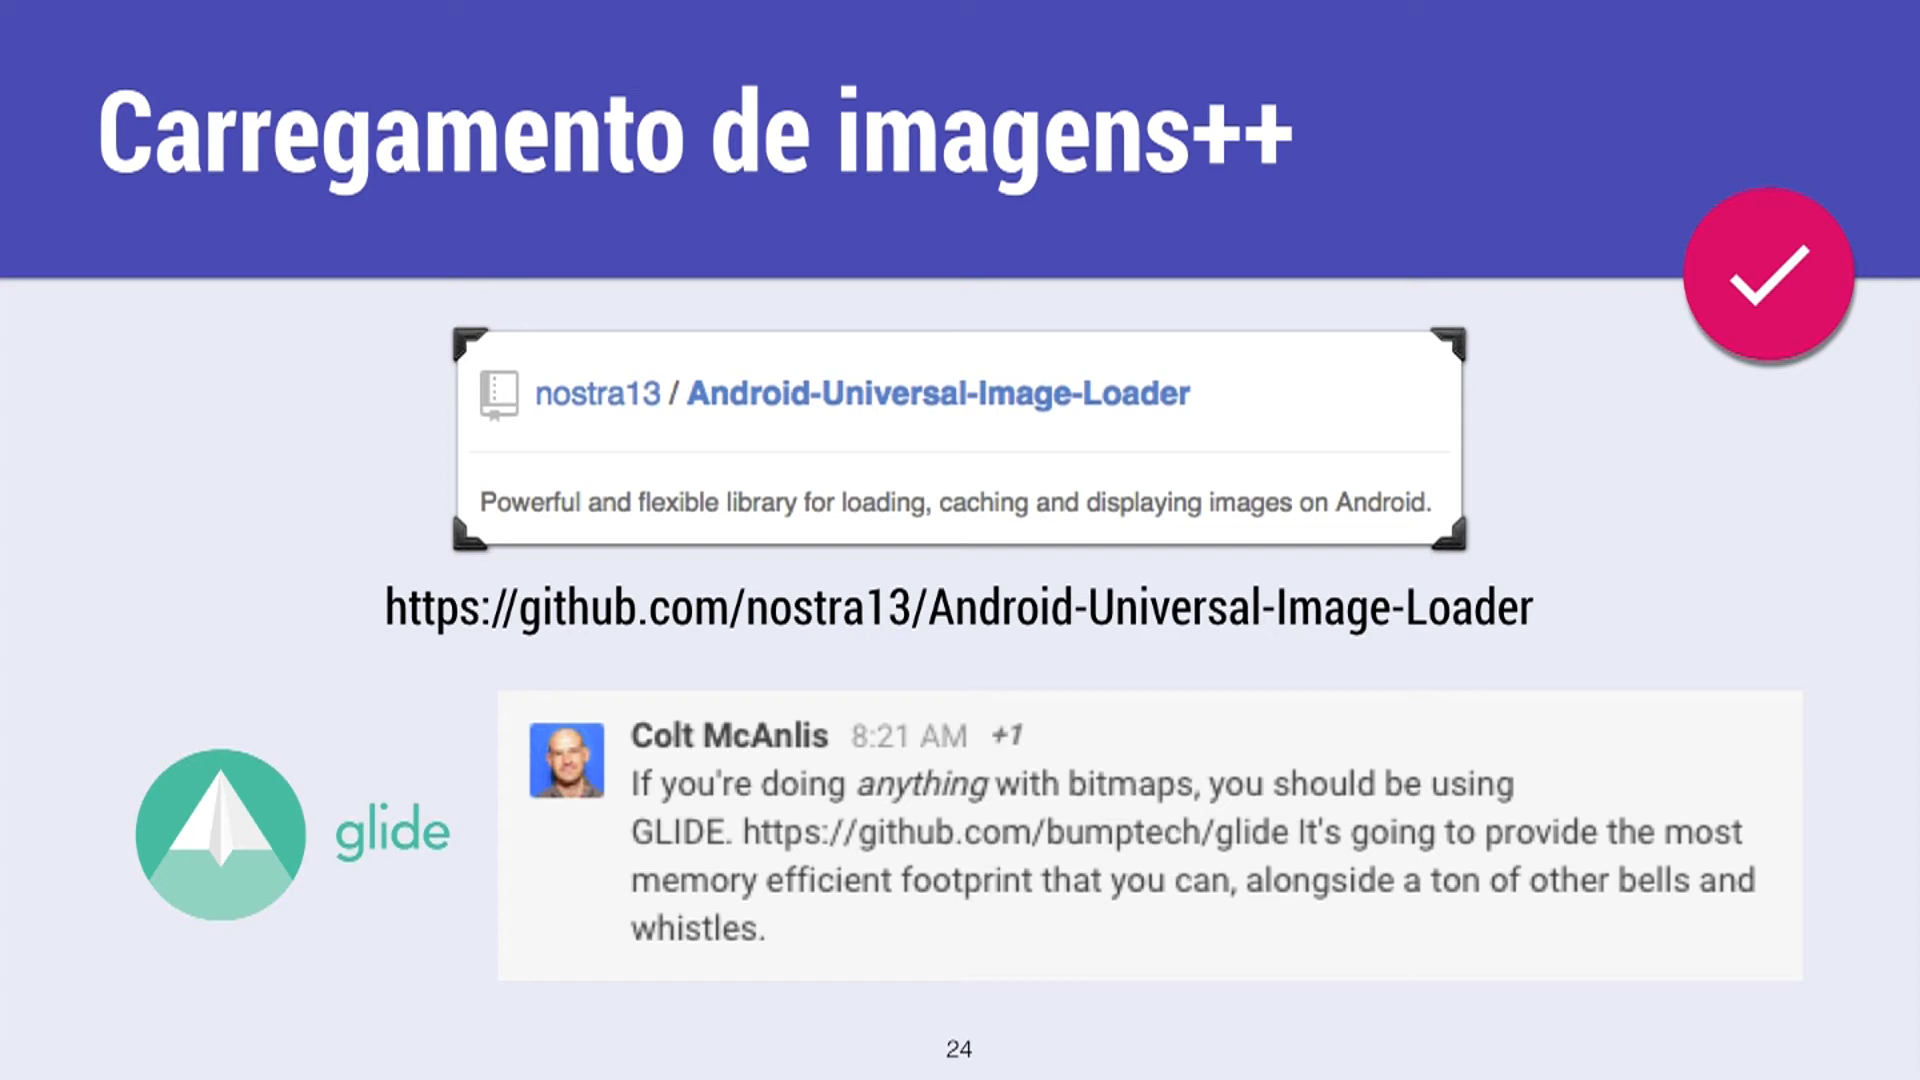 Carregamento de imagens++
nostra13 / Android-Universal-Image-Loader
Powerful and flexible library for loading, caching and displaying images on Android.
https://github.com/nostra13/Android-Universal-Image-Loader
glide
Colt McAnlis 8:21 AM +1
If you're doing anything with bitmaps, you should be using
GLIDE. https://github.com/bumptech/glide It's going to provide the most
memory efficient footprint that you can, alongside a ton of other bells and
whistles.
24